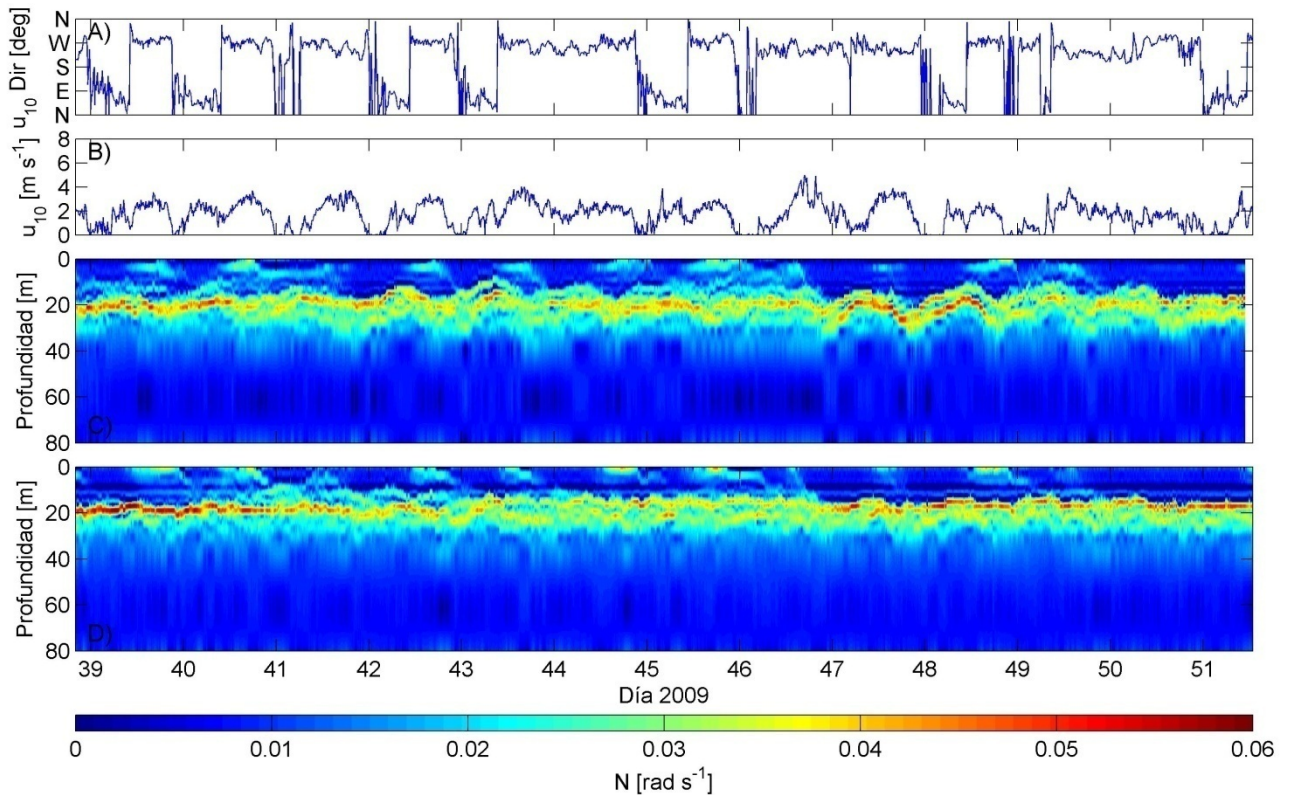 A)
N
W
S
E
N
u10 Dir [deg]
B)
8
6
4
2
0
u10 [m s-1]
0
20
40
60
80
Profundidad [m]
C)
0
20
40
60
80
Profundidad [m]
D)
39 40 41 42 43 44 45 46 47 48 49 50 51
Día 2009
0 0.01 0.02 0.03 0.04 0.05 0.06
N [rad s-1]